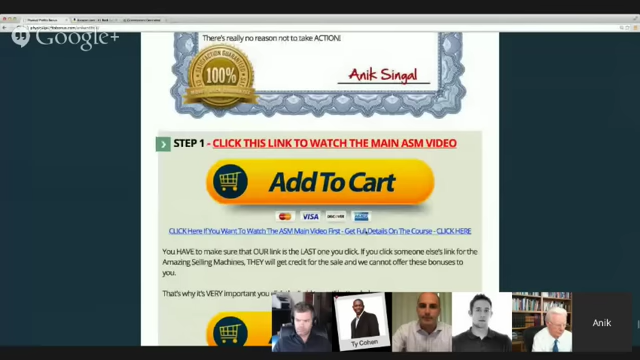 Google+
There's really no reason not to take ACTION!
100%
Anik Singal
STEP 1 - CLICK THIS LINK TO WATCH THE MAIN ASM VIDEO
Add To Cart
VISA
DISCOVER
CLICK Here If You Want To Watch The ASM Main Video First - Get Full Details On The Course - CLICK HERE
You HAVE to make sure that OUR link is the LAST one you click. If you click someone else's link for the
Amazing Selling Machines, THEY will get credit for the sale and we cannot offer these bonuses to
you.
That's why it's VERY important you
Ty Cohan
Anik